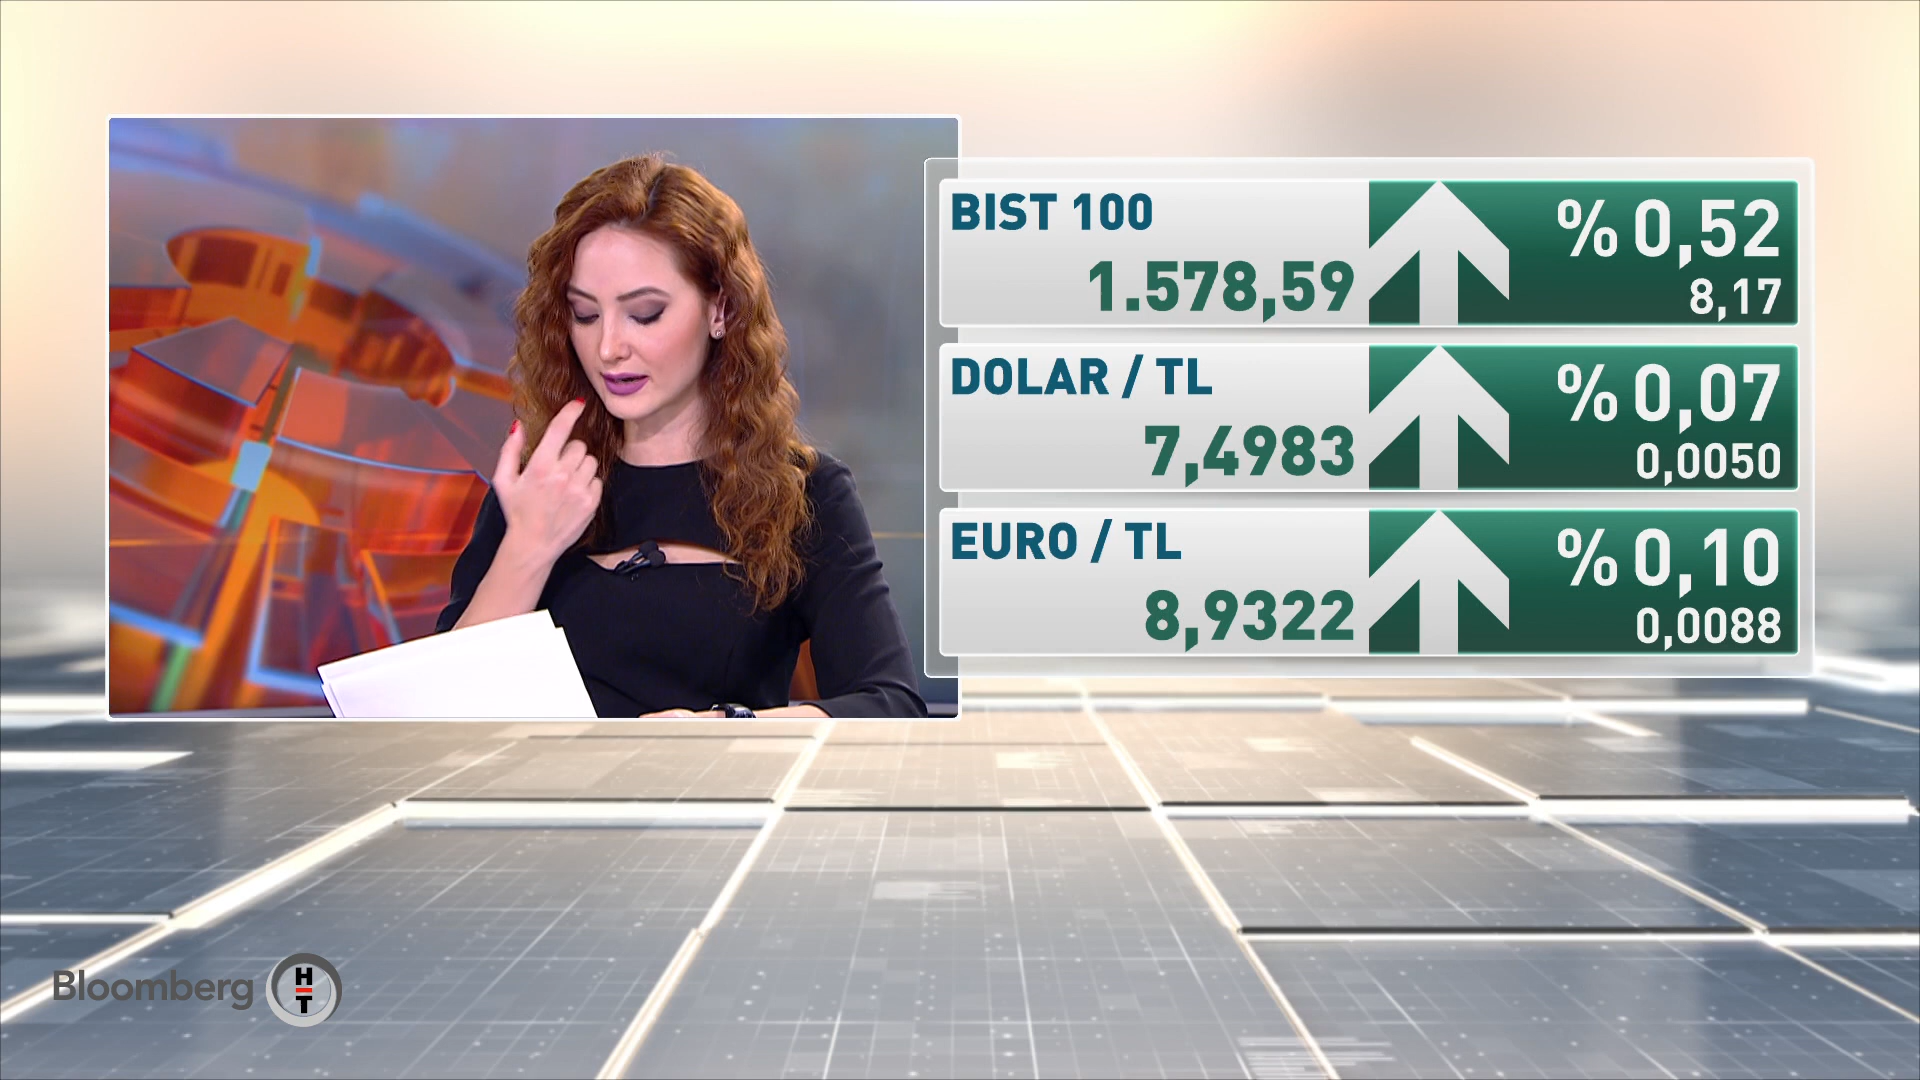 BIST 100
1.578,59
% 0,52
8,17
DOLAR / TL
7,4983
% 0,07
0,0050
EURO / TL
8,9322
% 0,10
0,0088
Bloomberg HT